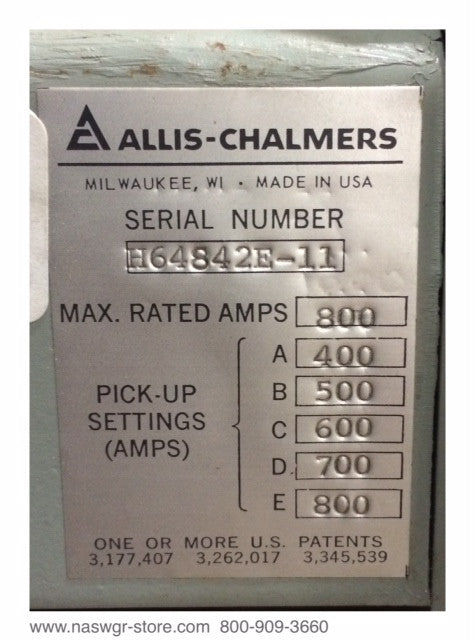 ALLIS-CHALMERS
MILWAUKEE, WI • MADE IN USA
SERIAL NUMBER
H64842E-11
MAX. RATED AMPS 800
PICK-UP
SETTINGS
(AMPS)
A 400
B 500
C 600
D. 700
E 800
ONE OR MORE U.S. PATENTS
3,177,407 3,262,017 3,345,539
www.naswgr-store.com 800-909-3660